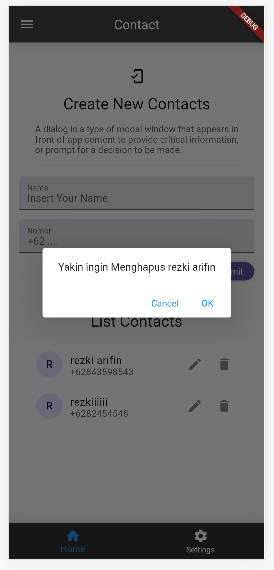 Contact
DEBUG
Create New Contacts
A dialog is a type of modal window that appears in
front of app content to provide critical information,
or prompt for a decision to be made.
Nama
Insert Your Name
Nomor
+62 ....
mit
Yakin ingin Menghapus rezki arifin
Cancel
OK
List Contacts
R
rezki arifin
+62843598543
R
rezkiiiiii
+6282454546
Home
Settings